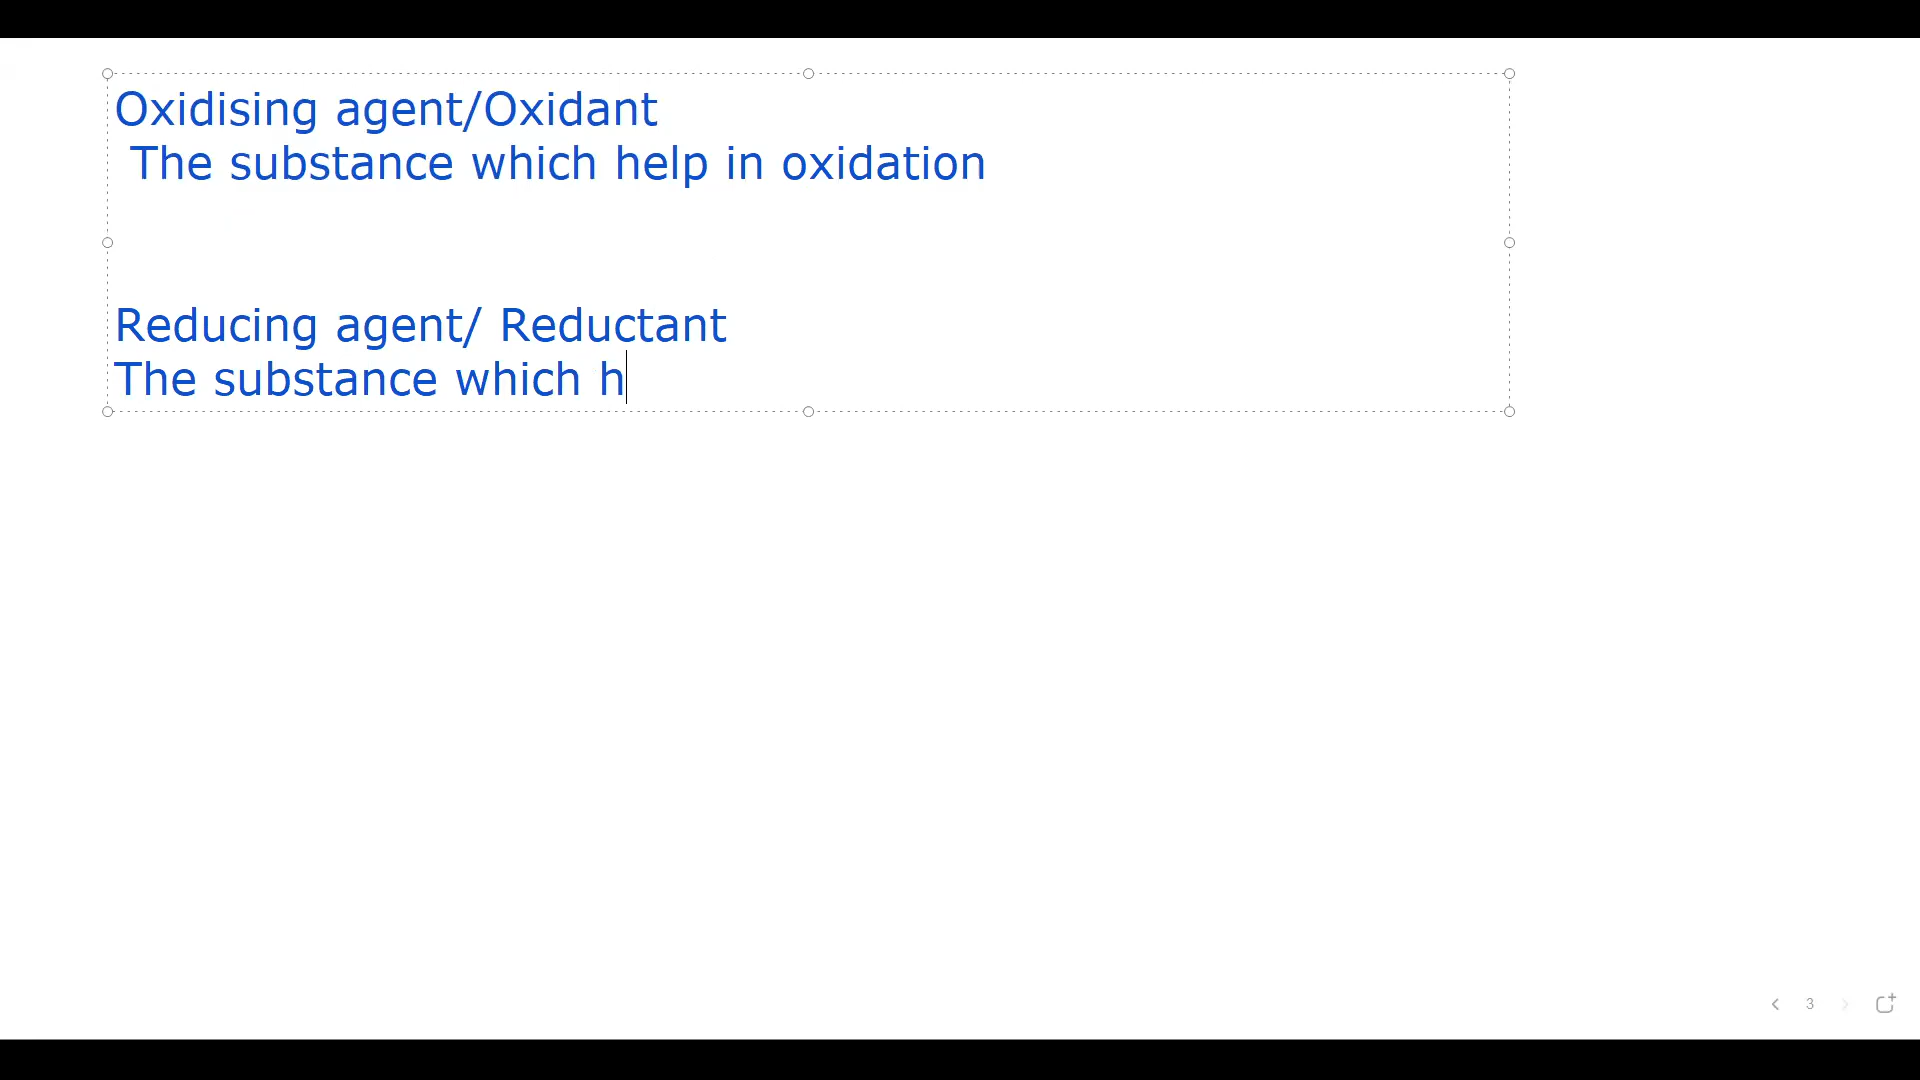 Oxidising agent/Oxidant
The substance which help in oxidation
Reducing agent/ Reductant
The substance which h
3